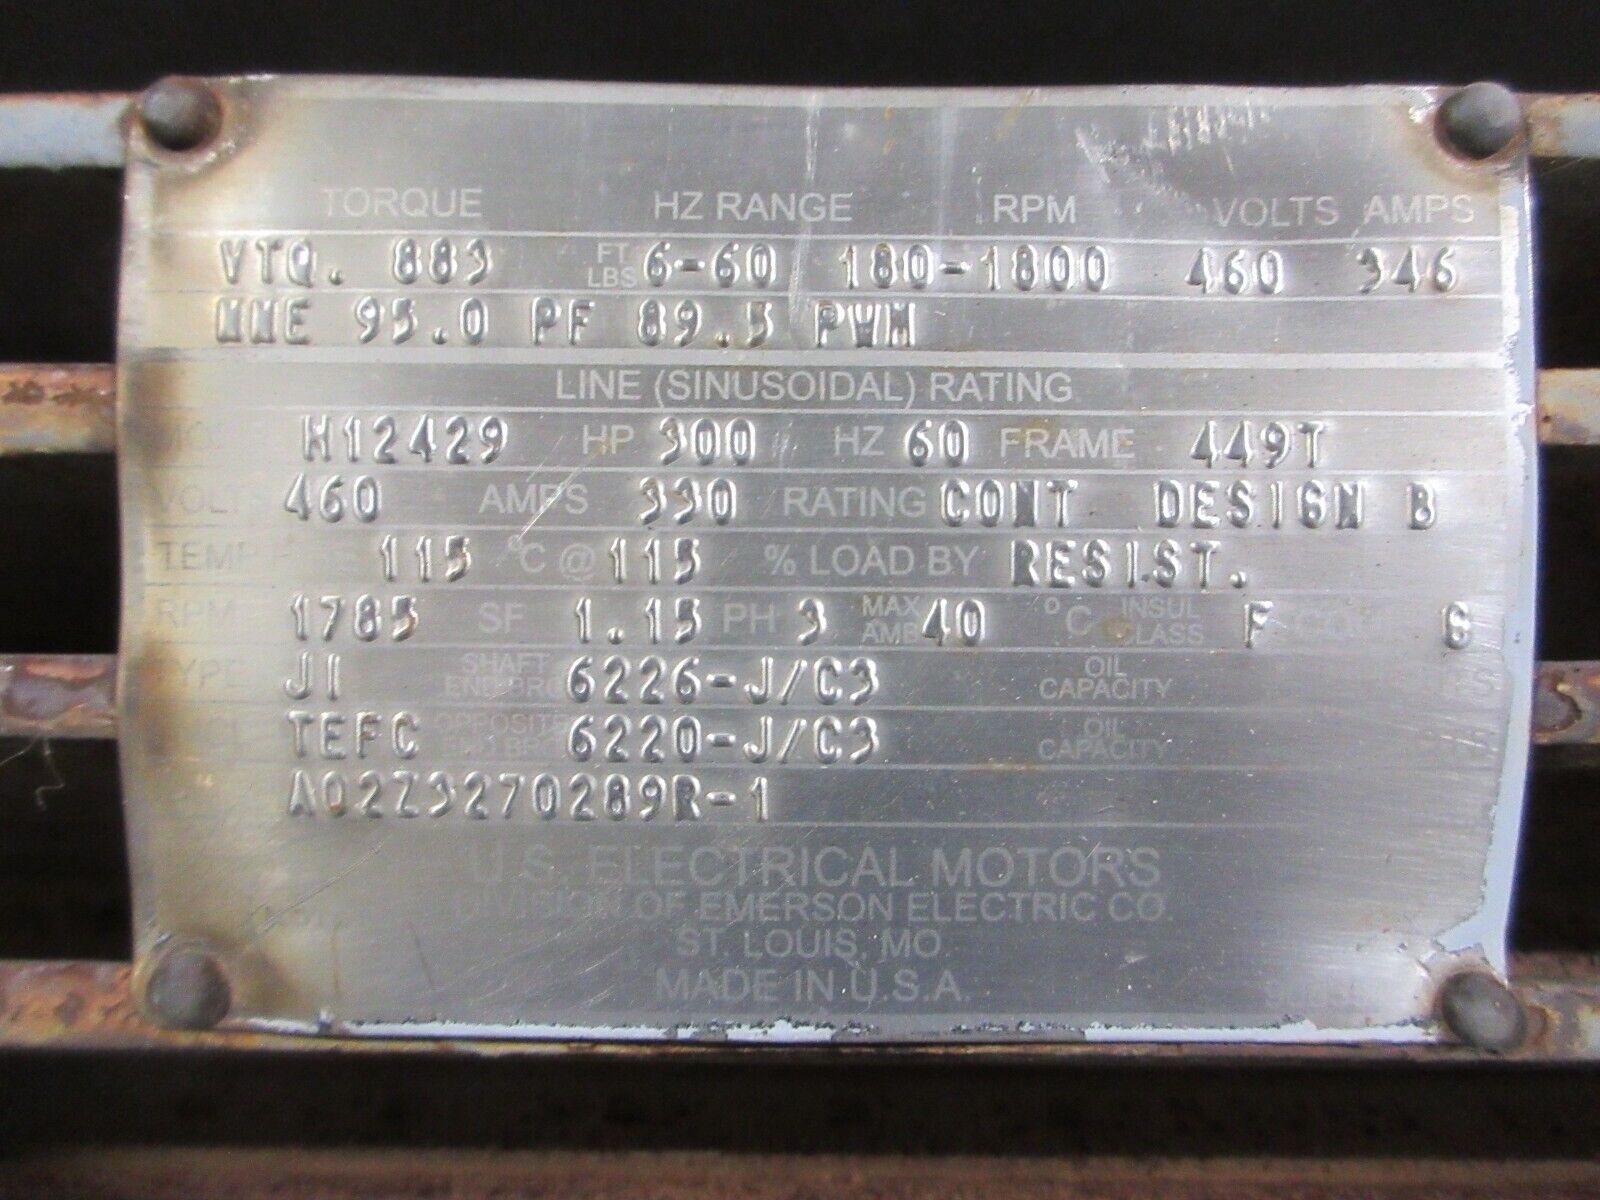 TORQUE HZ RANGE RPM VOLTS AMPS
VTQ. 883 FT LBS 6-60 180-1800 460 346
NNE 95.0 PF 89.5 PWM
LINE (SINUSOIDAL) RATING
H12429 HP 300 HZ 60 FRAME 449T
VOLTS 460 AMPS 330 RATING CONT DESIGN B
TEMP 115 °C @ 115 % LOAD BY RESIST.
RPM 1785 SF 1.15 PH 3 MAX AMB 40 °C INSUL CLASS F G
TYPE JI SHAFT END BRG 6226-J/C3 OIL CAPACITY
TEFC OPPOSITE END BRG 6220-J/C3 OIL CAPACITY
A02Z3270289R-1
U.S. ELECTRICAL MOTORS
DIVISION OF EMERSON ELECTRIC CO.
ST. LOUIS, MO.
MADE IN U.S.A.